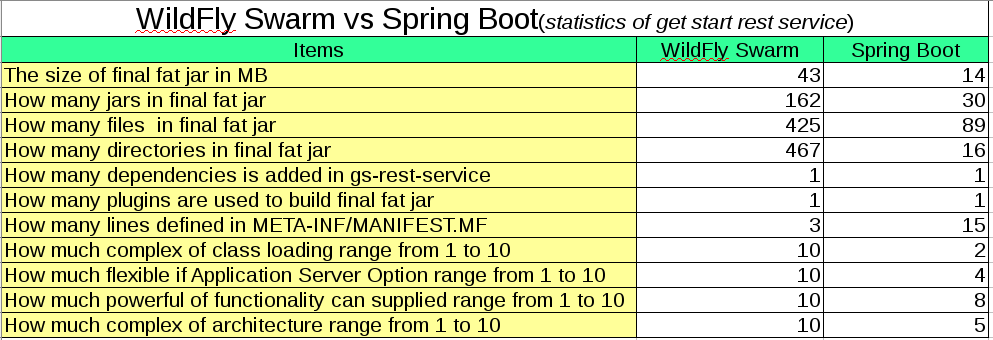 WildFly Swarm vs Spring Boot(statistics of get start rest service)
Items WildFly Swarm Spring Boot
The size of final fat jar in MB 43 14
How many jars in final fat jar 162 30
How many files  in final fat jar 425 89
How many directories in final fat jar 467 16
How many dependencies is added in gs-rest-service 1 1
How many plugins are used to build final fat jar 1 1
How many lines defined in META-INF/MANIFEST.MF 3 15
How much complex of class loading range from 1 to 10 10 2
How much flexible if Application Server Option range from 1 to 10 10 4
How much powerful of functionality can supplied range from 1 to 10 10 8
How much complex of architecture range from 1 to 10 10 5